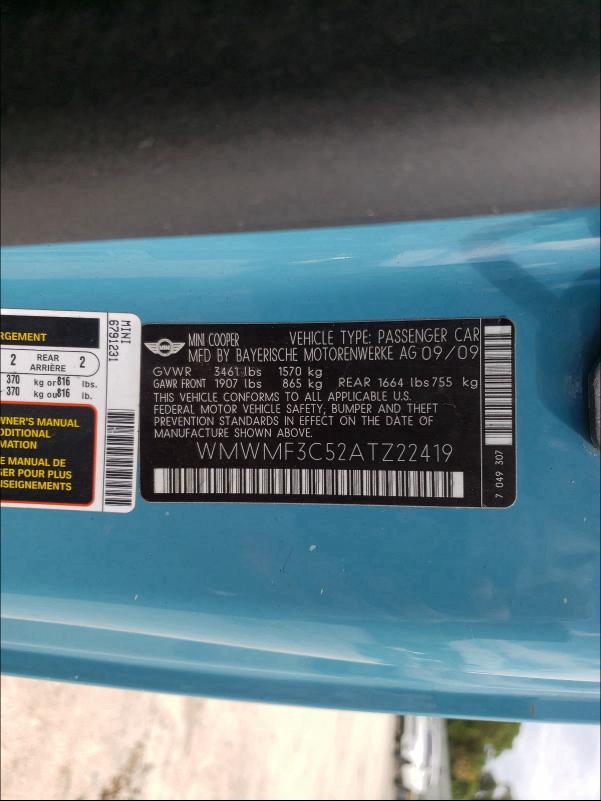 RGEMENT
2 REAR ARRIÈRE 2
370 kg or 816 lbs.
370 kg ou 816 lb.
WNER'S MANUAL
DDITIONAL
MATION
MANUEL DE
GER POUR PLUS
NSEIGNEMENTS
MINI
6791231
MINI
MINI COOPER VEHICLE TYPE: PASSENGER CAR
MFD BY BAYERISCHE MOTORENWERKE AG 09/09
GVWR 3461 lbs 1570 kg
GAWR FRONT 1907 lbs 865 kg REAR 1664 lbs 755 kg
THIS VEHICLE CONFORMS TO ALL APPLICABLE U.S.
FEDERAL MOTOR VEHICLE SAFETY, BUMPER AND THEFT
PREVENTION STANDARDS IN EFFECT ON THE DATE OF
MANUFACTURE SHOWN ABOVE.
WMWMF3C52ATZ22419
7 049 307